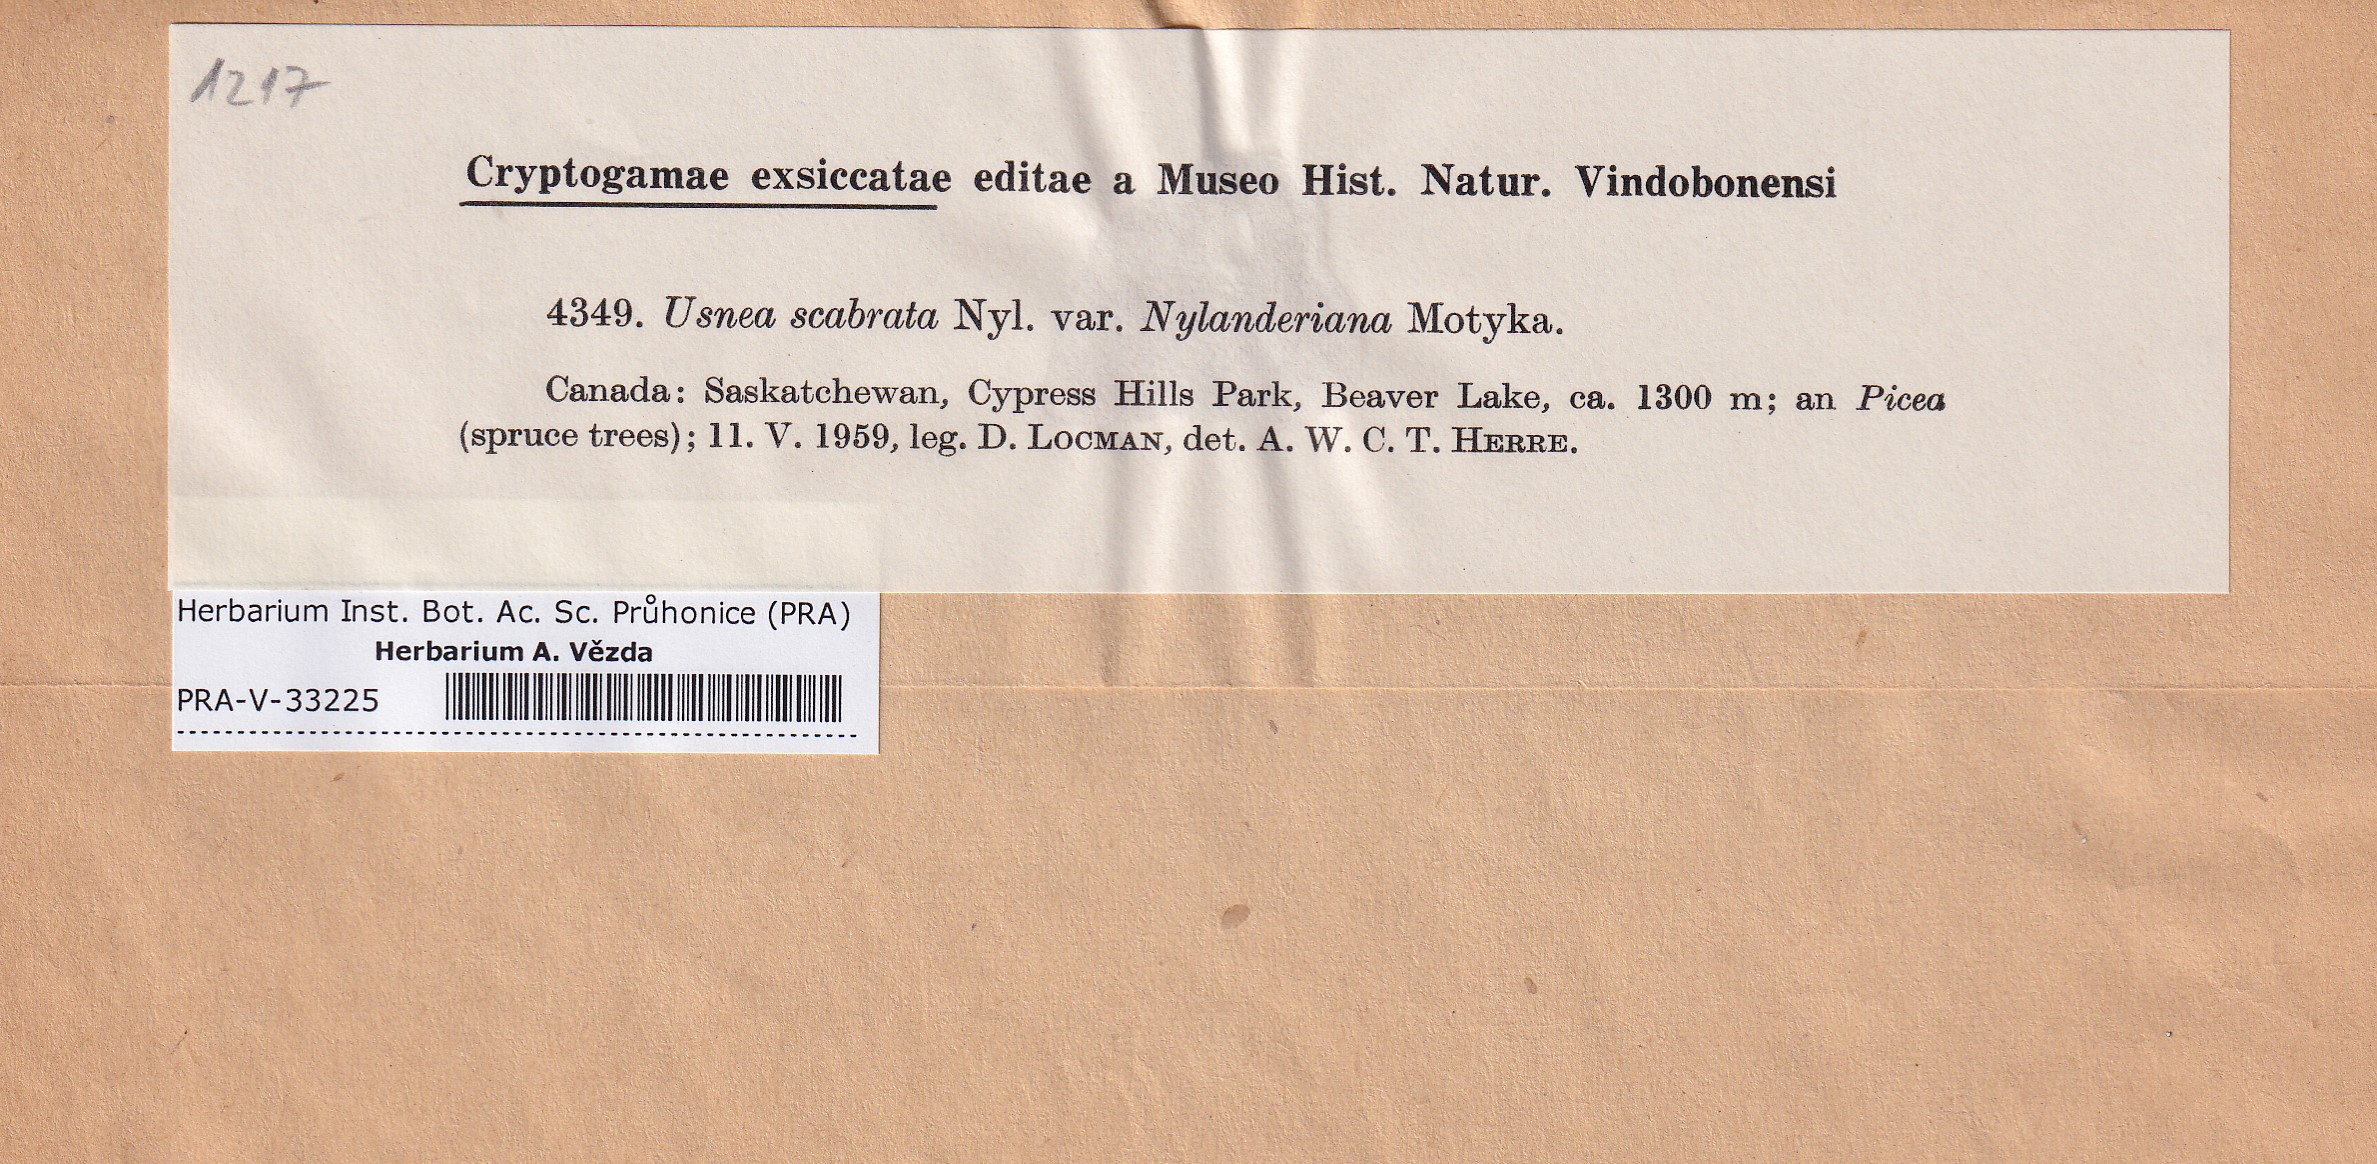 1217
Cryptogamae exsiccatae editae a Museo Hist. Natur. Vindobonensi
4349. Usnea scabrata Nyl. var. Nylanderiana Motyka.
Canada: Saskatchewan, Cypress Hills Park, Beaver Lake, ca. 1300 m; an Picea
(spruce trees); 11. V. 1959, leg. D. LOCMAN, det. A. W. C. T. HERRE.
Herbarium Inst. Bot. Ac. Sc. Průhonice (PRA)
Herbarium A. Vězda
PRA-V-33225